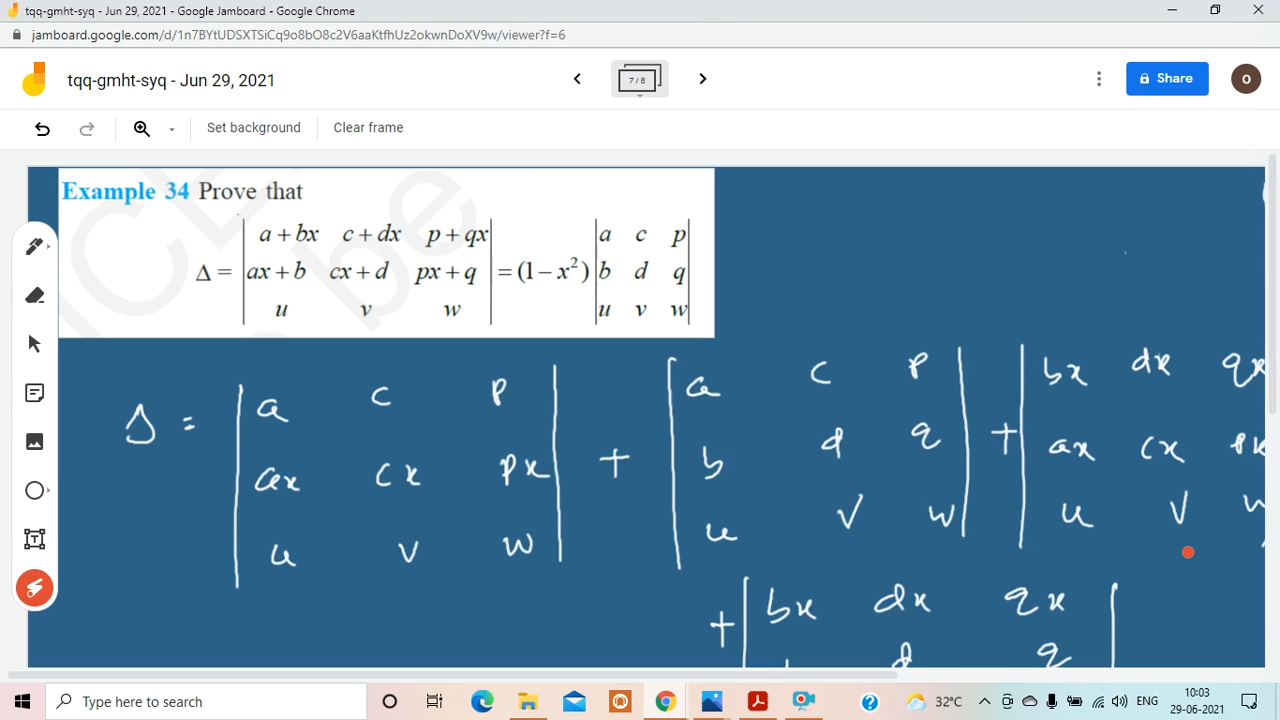 tqq-gmht-syq - Jun 29, 2021 - Google Jamboard - Google Chrome
jamboard.google.com/d/1n7BYtUDSXTSiCq9o8bO8c2V6aaKtfhUz2okwnDoXV9w/viewer?f=6
tqq-gmht-syq - Jun 29, 2021
7 / 8
Share
O
Set background
Clear frame
Example 34 Prove that
a + bx c + dx p + qx a c p
Δ = ax + b cx + d px + q = (1 – x²) b d q
u v w u v w
a c p a c p bx dx qx
Δ = ax cx px + b d q + ax cx px
u v w u v w u v w
+ bx dx qx
d q
Type here to search
32°C
ENG
10:03
29-06-2021